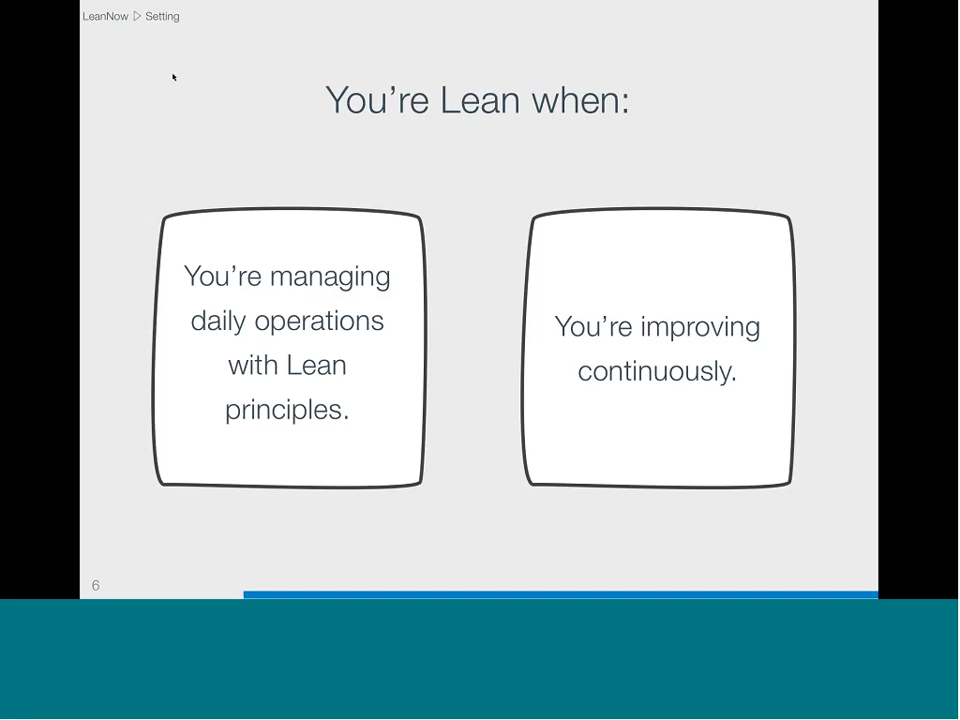 LeanNow ▷ Setting
You're Lean when:
You're managing
daily operations
with Lean
principles.
You're improving
continuously.
6